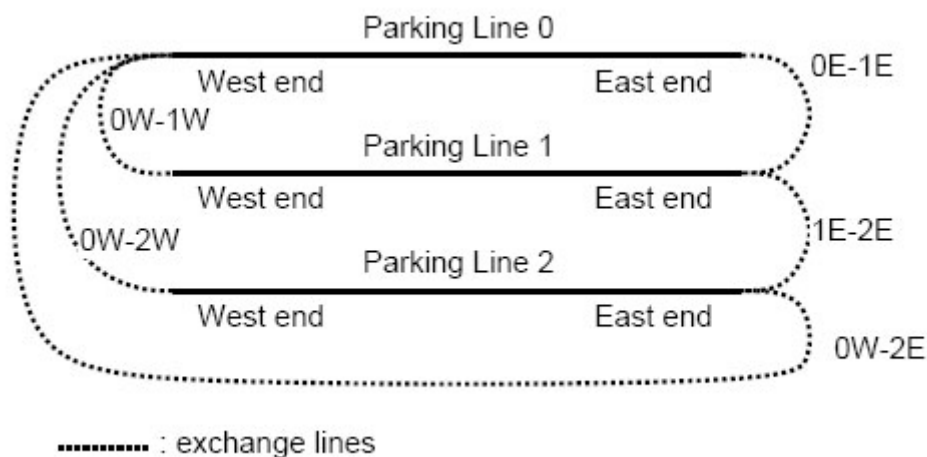 Parking Line 0
West end East end 0E-1E
0W-1W
Parking Line 1
West end East end
0W-2W 1E-2E
Parking Line 2
West end East end
0W-2E
: exchange lines